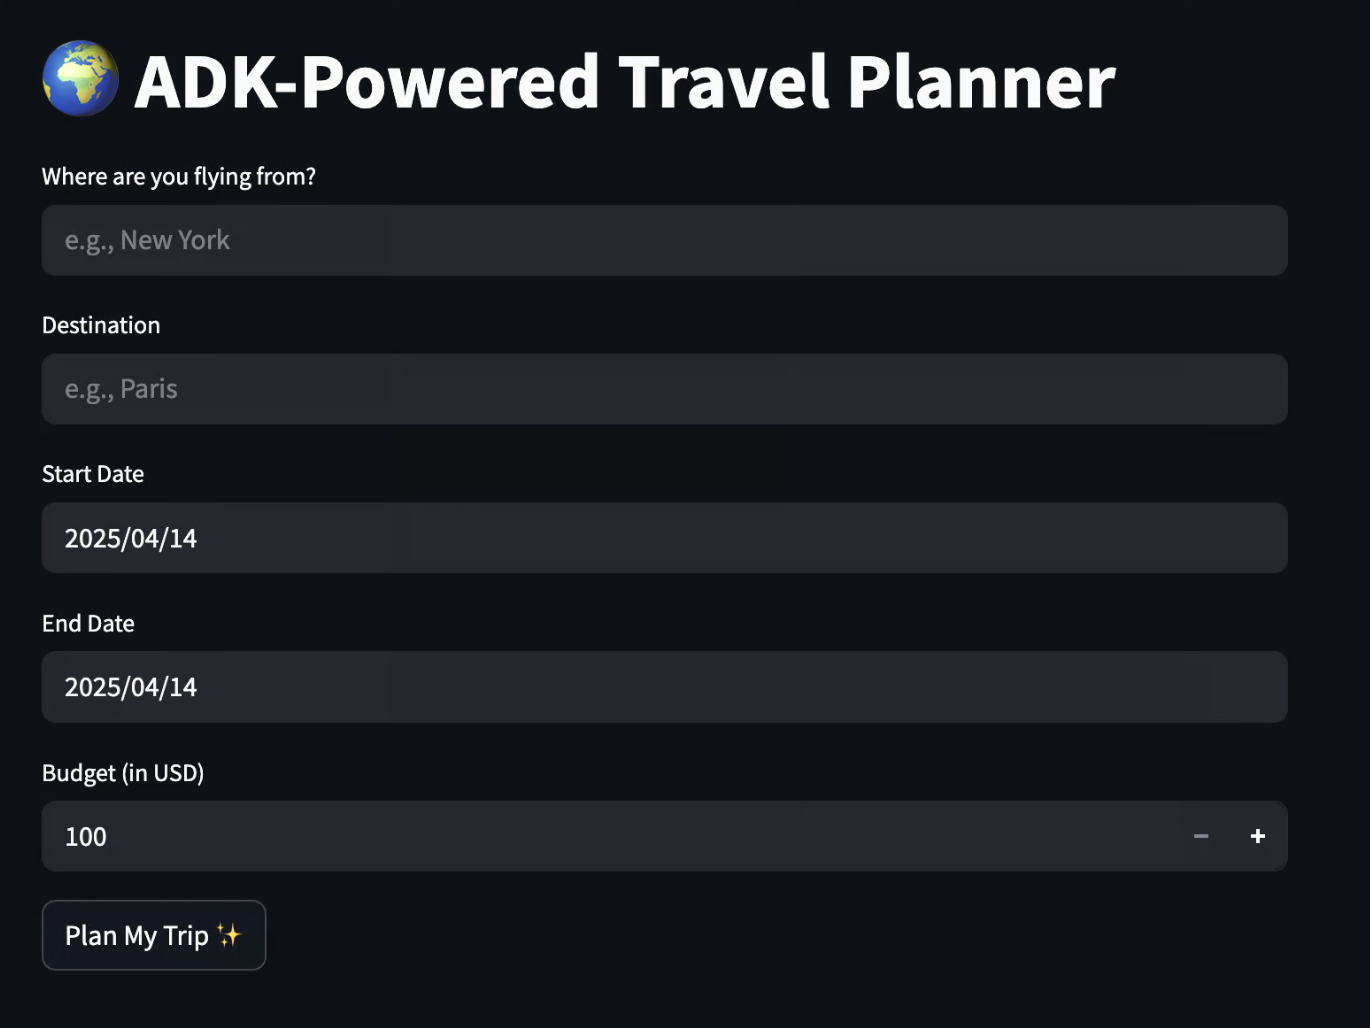 ADK-Powered Travel Planner
Where are you flying from?
e.g., New York
Destination
e.g., Paris
Start Date
2025/04/14
End Date
2025/04/14
Budget (in USD)
100
Plan My Trip ✨